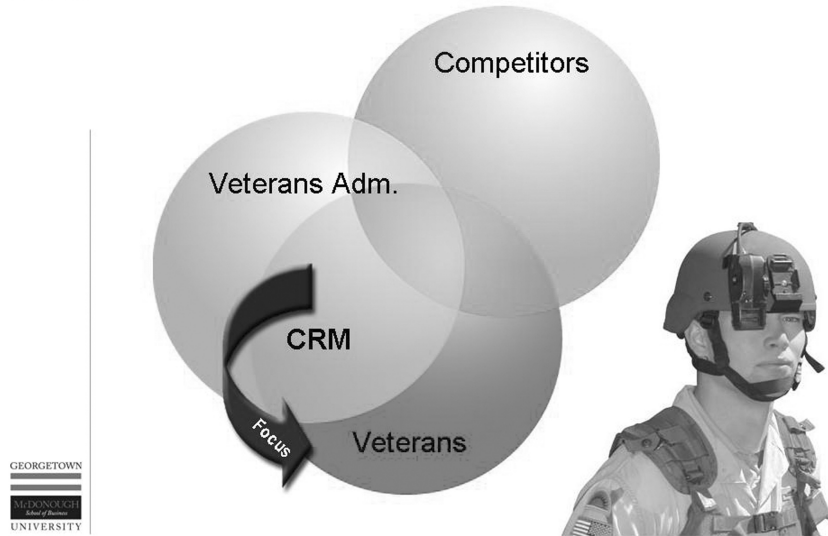 Competitors
Veterans Adm.
CRM
Focus
Veterans
GEORGETOWN
McDONOUGH
School of Business
UNIVERSITY